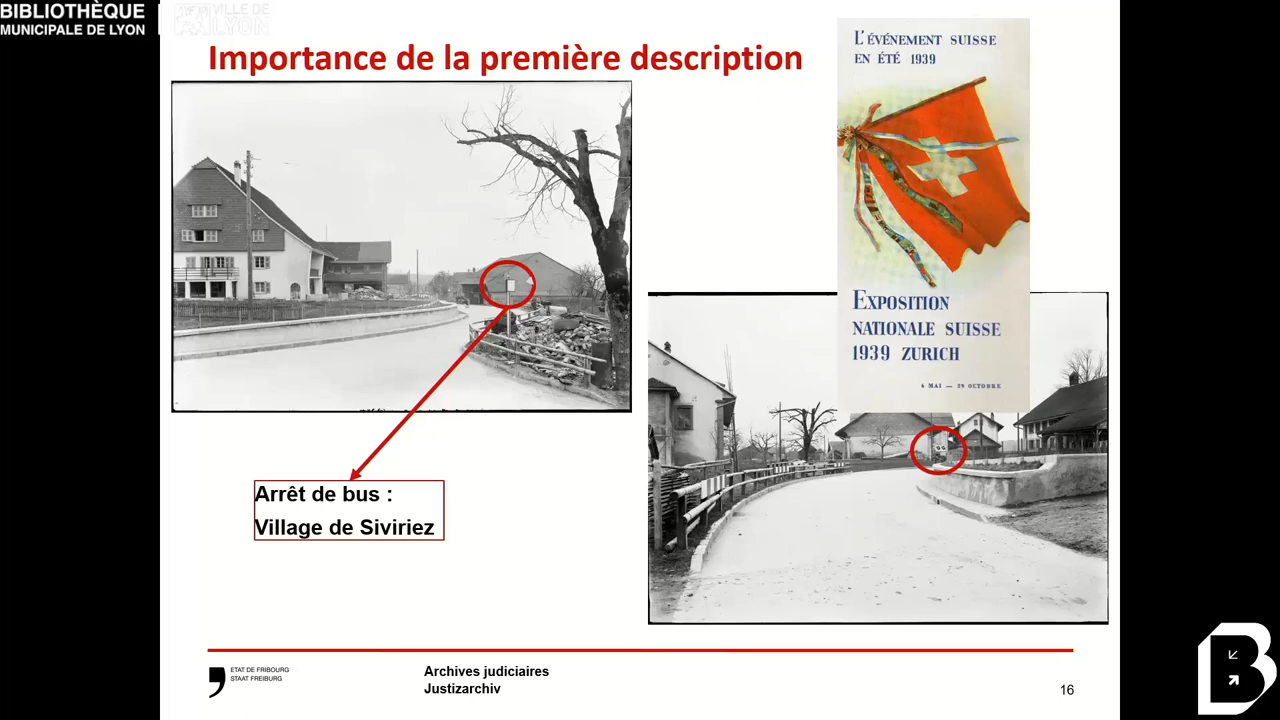 BIBLIOTHÈQUE
MUNICIPALE DE LYON
VILLE DE
LYON
Importance de la première description
L'ÉVÉNEMENT SUISSE
EN ÉTÉ 1939
EXPOSITION
NATIONALE SUISSE
1939 ZURICH
6 MAI — 29 OCTOBRE
Arrêt de bus :
Village de Siviriez
ETAT DE FRIBOURG
STAAT FREIBURG
Archives judiciaires
Justizarchiv
16
B